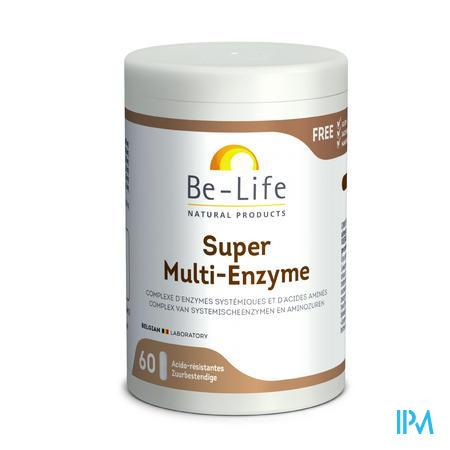 FREE
Be-Life
NATURAL PRODUCTS
Super
Multi-Enzyme
COMPLEXE D'ENZYMES SYSTÉMIQUES ET D'ACIDES AMINÉS
COMPLEX VAN SYSTEMISCHEENZYMEN EN AMINOZUREN
BELGIAN LABORATORY
60 Acido-résistantes
Zuurbestendige
IPM